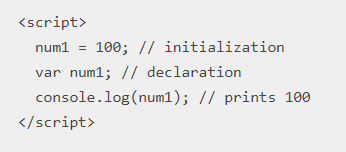 <script>
  num1 = 100; // initialization
  var num1; // declaration
  console.log(num1); // prints 100
</script>